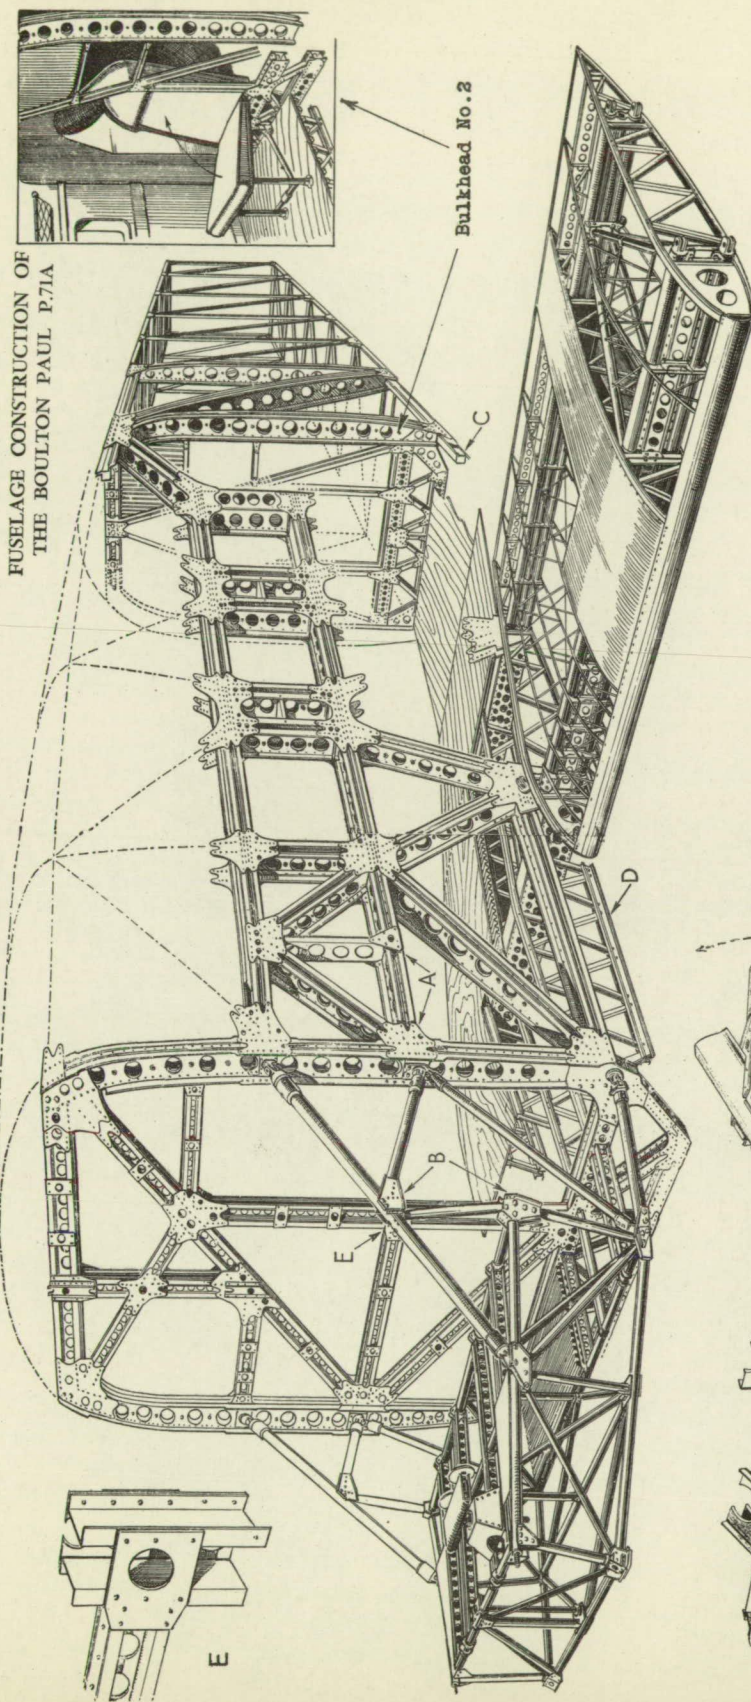 FUSELAGE CONSTRUCTION OF
THE BOULTON PAUL P.71A
Bulkhead No.2
C
A
D
B
E
E